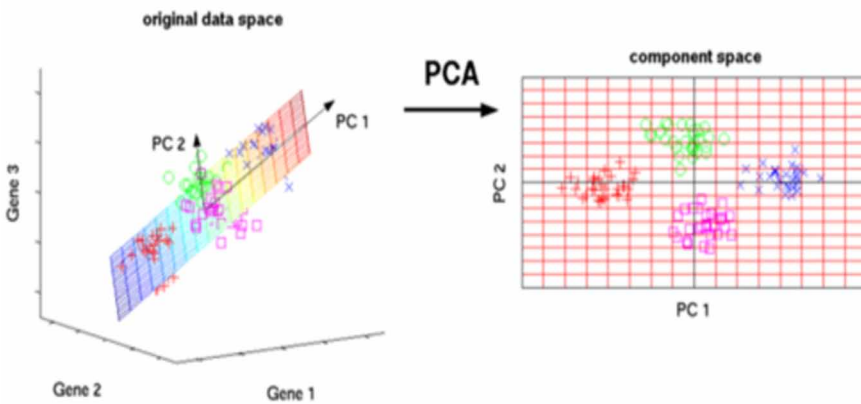 original data space
PCA
component space
PC 1
PC 2
Gene 3
PC 2
Gene 2
Gene 1
PC 1